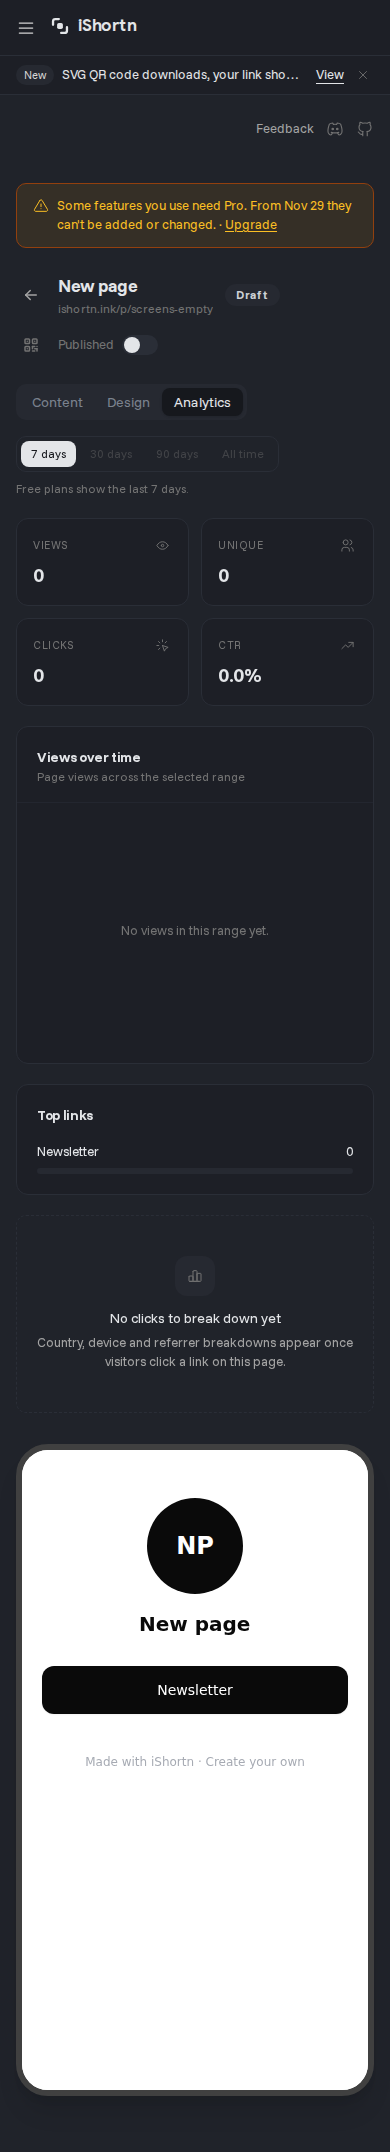 iShortn
New SVG QR code downloads, your link sho... View
Feedback
Some features you use need Pro. From Nov 29 they
can't be added or changed. · Upgrade
New page
ishortn.ink/p/screens-empty
Draft
Published
Content Design Analytics
7 days 30 days 90 days All time
Free plans show the last 7 days.
VIEWS
0
UNIQUE
0
CLICKS
0
CTR
0.0%
Views over time
Page views across the selected range
No views in this range yet.
Top links
Newsletter 0
No clicks to break down yet
Country, device and referrer breakdowns appear once
visitors click a link on this page.
NP
New page
Newsletter
Made with iShortn · Create your own